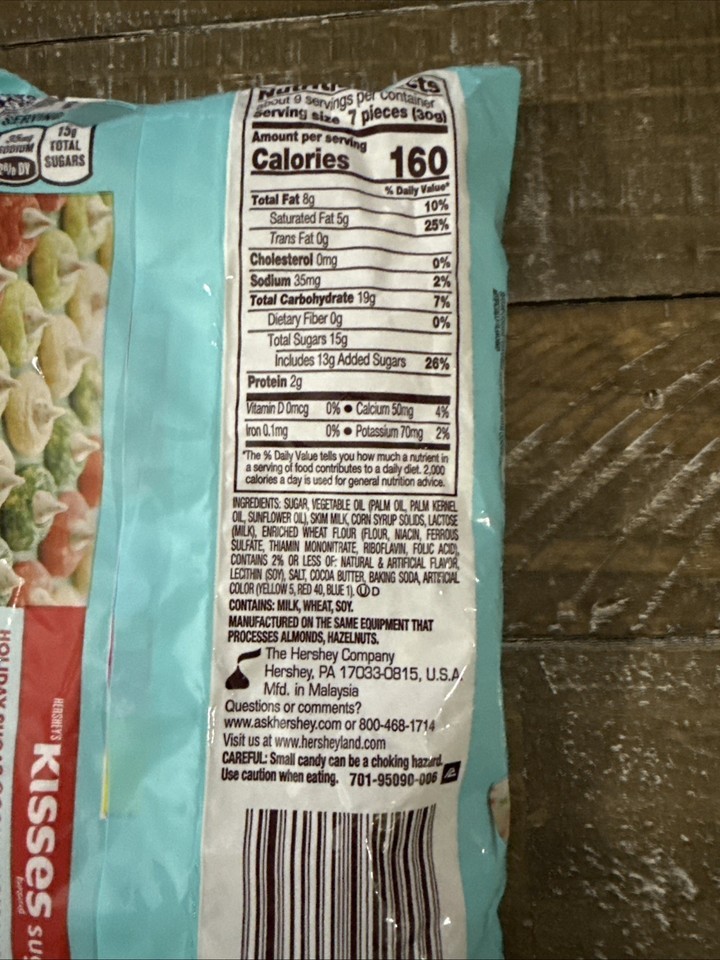 Nutrition Facts
about 9 servings per container
Serving size 7 pieces (30g)
Amount per serving
Calories 160
% Daily Value*
Total Fat 8g 10%
Saturated Fat 5g 25%
Trans Fat 0g
Cholesterol 0mg 0%
Sodium 35mg 2%
Total Carbohydrate 19g 7%
Dietary Fiber 0g 0%
Total Sugars 15g
Includes 13g Added Sugars 26%
Protein 2g
Vitamin D 0mcg 0% ● Calcium 50mg 4%
Iron 0.1mg 0% ● Potassium 70mg 2%
*The % Daily Value tells you how much a nutrient in
a serving of food contributes to a daily diet. 2,000
calories a day is used for general nutrition advice.
INGREDIENTS: SUGAR, VEGETABLE OIL (PALM OIL, PALM KERNEL
OIL, SUNFLOWER OIL), SKIM MILK, CORN SYRUP SOLIDS, LACTOSE
(MILK), ENRICHED WHEAT FLOUR (FLOUR, NIACIN, FERROUS
SULFATE, THIAMIN MONONITRATE, RIBOFLAVIN, FOLIC ACID),
CONTAINS 2% OR LESS OF: NATURAL & ARTIFICIAL FLAVOR,
LECITHIN (SOY), SALT, COCOA BUTTER, BAKING SODA, ARTIFICIAL
COLOR (YELLOW 5, RED 40, BLUE 1). Ⓤ D
CONTAINS: MILK, WHEAT, SOY.
MANUFACTURED ON THE SAME EQUIPMENT THAT
PROCESSES ALMONDS, HAZELNUTS.
The Hershey Company
Hershey, PA 17033-0815, U.S.A.
Mfd. in Malaysia
Questions or comments?
www.askhershey.com or 800-468-1714
Visit us at www.hersheyland.com
CAREFUL: Small candy can be a choking hazard.
Use caution when eating. 701-95090-006
SERVING
35mg
SODIUM
2% DV
15g
TOTAL
SUGARS
HERSHEY'S
KISSES
brand
HOLIDAY